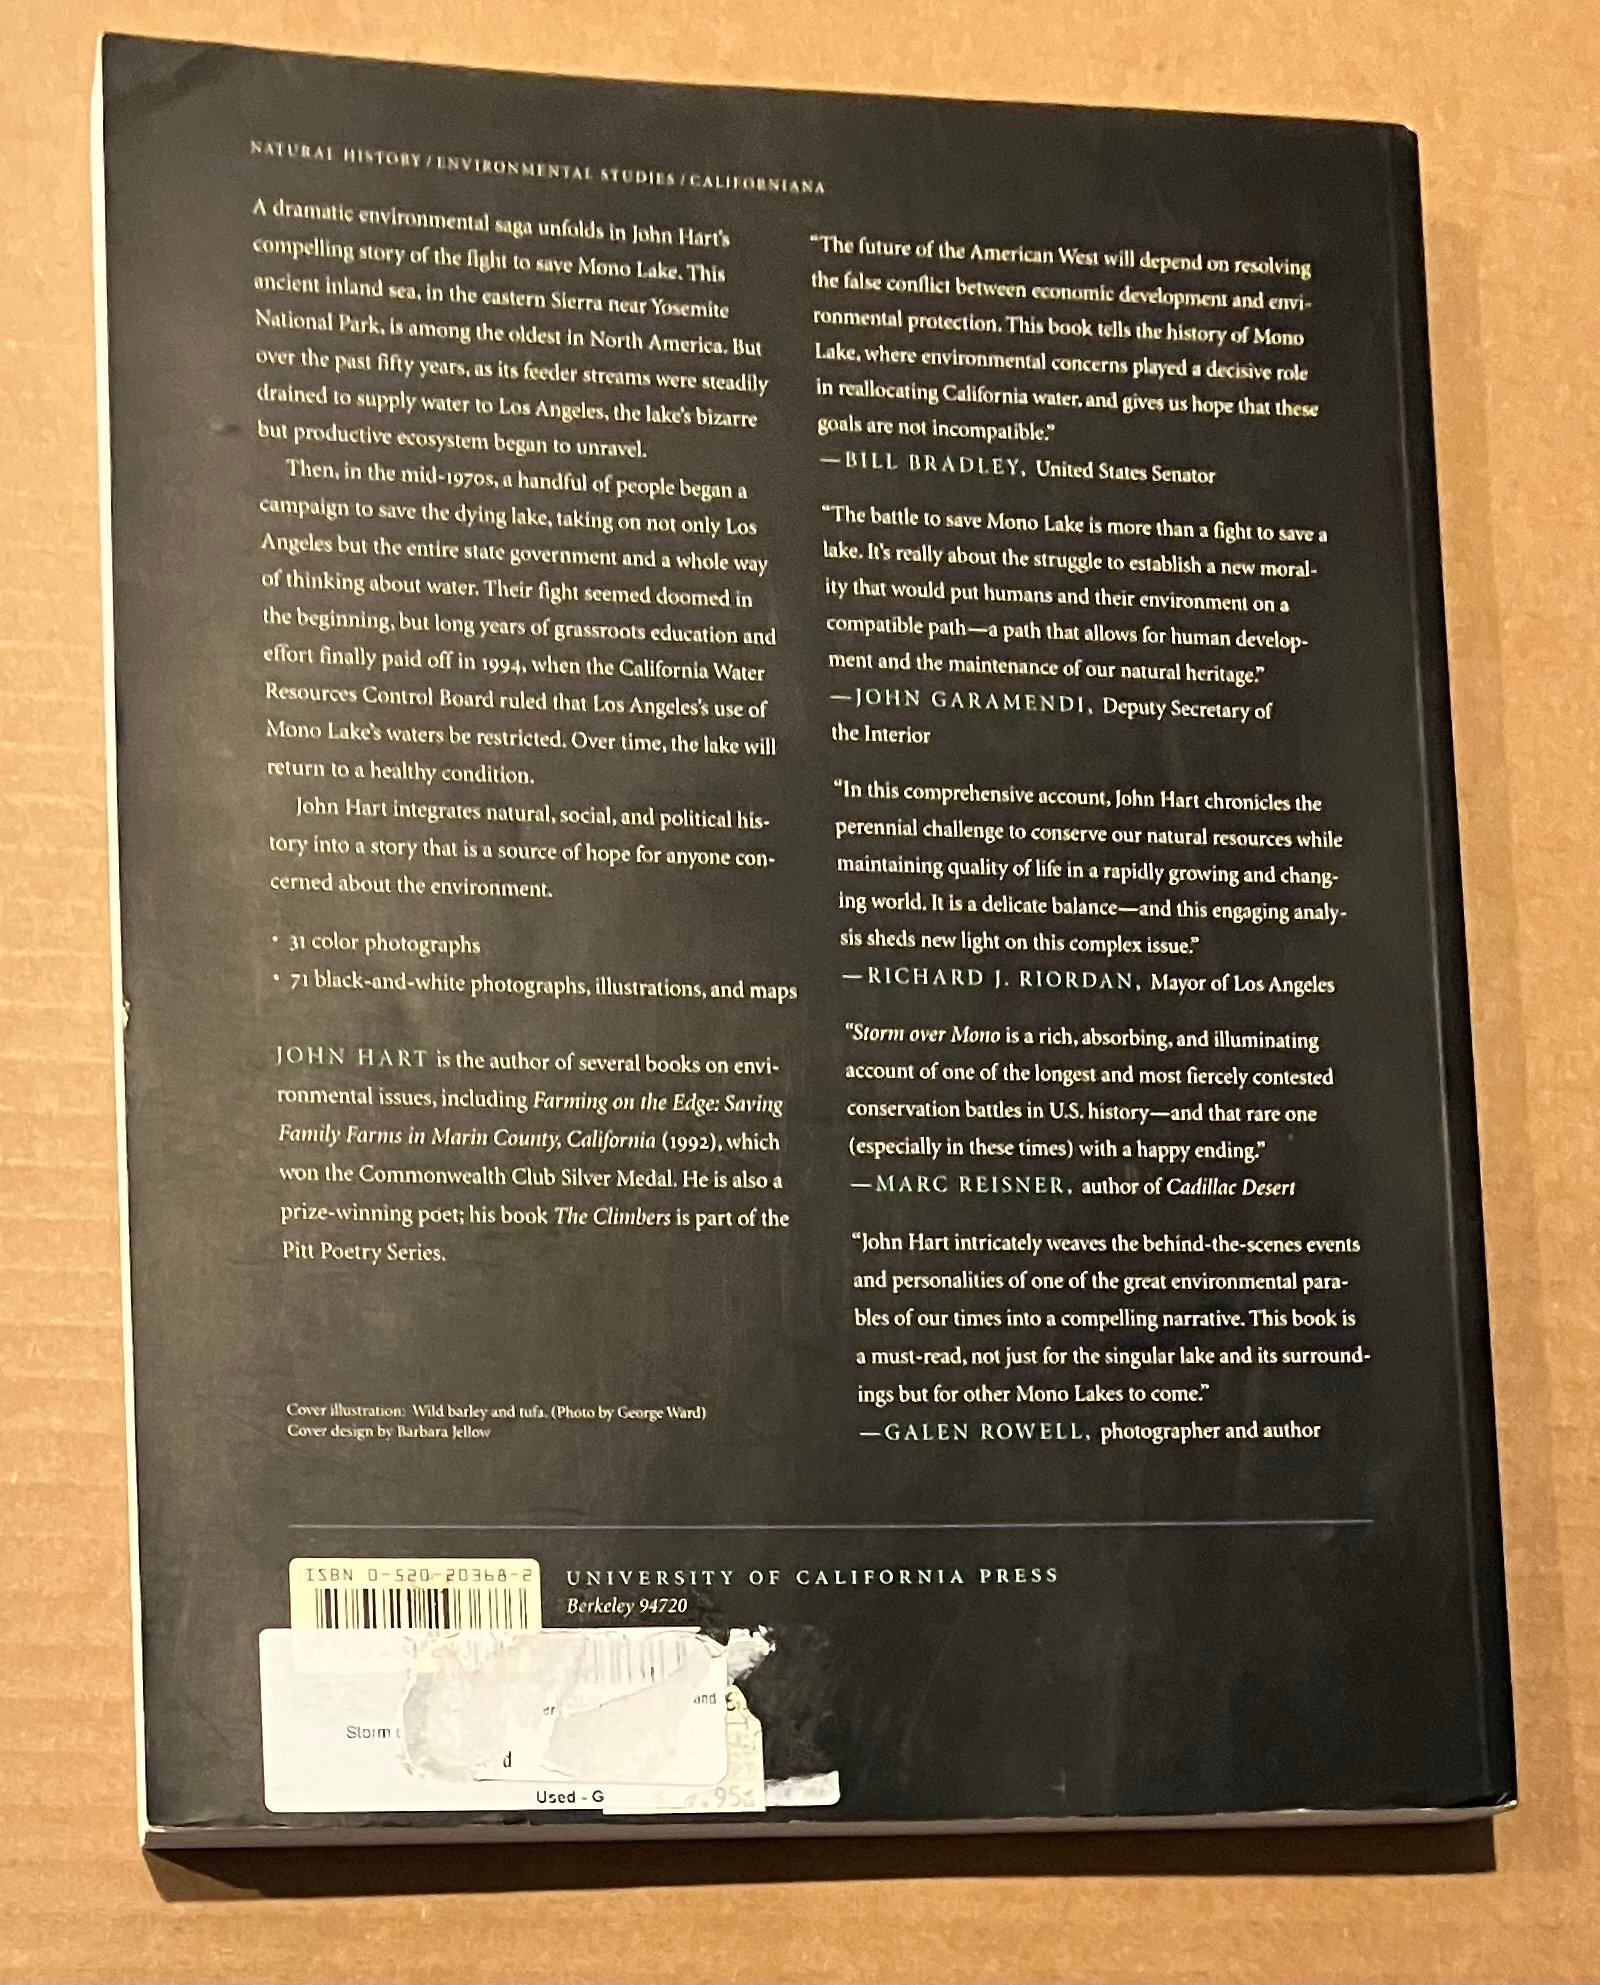 NATURAL HISTORY / ENVIRONMENTAL STUDIES / CALIFORNIANA
A dramatic environmental saga unfolds in John Hart's
compelling story of the fight to save Mono Lake. This
ancient inland sea, in the eastern Sierra near Yosemite
National Park, is among the oldest in North America. But
over the past fifty years, as its feeder streams were steadily
drained to supply water to Los Angeles, the lake's bizarre
but productive ecosystem began to unravel.
Then, in the mid-1970s, a handful of people began a
campaign to save the dying lake, taking on not only Los
Angeles but the entire state government and a whole way
of thinking about water. Their fight seemed doomed in
the beginning, but long years of grassroots education and
effort finally paid off in 1994, when the California Water
Resources Control Board ruled that Los Angeles's use of
Mono Lake's waters be restricted. Over time, the lake will
return to a healthy condition.
John Hart integrates natural, social, and political his-
tory into a story that is a source of hope for anyone con-
cerned about the environment.
• 31 color photographs
• 71 black-and-white photographs, illustrations, and maps
JOHN HART is the author of several books on envi-
ronmental issues, including Farming on the Edge: Saving
Family Farms in Marin County, California (1992), which
won the Commonwealth Club Silver Medal. He is also a
prize-winning poet; his book The Climbers is part of the
Pitt Poetry Series.
Cover illustration: Wild barley and tufa. (Photo by George Ward)
Cover design by Barbara Jellow
"The future of the American West will depend on resolving
the false conflict between economic development and envi-
ronmental protection. This book tells the history of Mono
Lake, where environmental concerns played a decisive role
in reallocating California water, and gives us hope that these
goals are not incompatible."
—BILL BRADLEY, United States Senator
"The battle to save Mono Lake is more than a fight to save a
lake. It's really about the struggle to establish a new moral-
ity that would put humans and their environment on a
compatible path—a path that allows for human develop-
ment and the maintenance of our natural heritage."
—JOHN GARAMENDI, Deputy Secretary of
the Interior
"In this comprehensive account, John Hart chronicles the
perennial challenge to conserve our natural resources while
maintaining quality of life in a rapidly growing and chang-
ing world. It is a delicate balance—and this engaging analy-
sis sheds new light on this complex issue."
—RICHARD J. RIORDAN, Mayor of Los Angeles
"Storm over Mono is a rich, absorbing, and illuminating
account of one of the longest and most fiercely contested
conservation battles in U.S. history—and that rare one
(especially in these times) with a happy ending."
—MARC REISNER, author of Cadillac Desert
"John Hart intricately weaves the behind-the-scenes events
and personalities of one of the great environmental para-
bles of our times into a compelling narrative. This book is
a must-read, not just for the singular lake and its surround-
ings but for other Mono Lakes to come."
—GALEN ROWELL, photographer and author
ISBN 0-520-20368-2
UNIVERSITY OF CALIFORNIA PRESS
Berkeley 94720
er
and
Storm
d
Used - G
.95